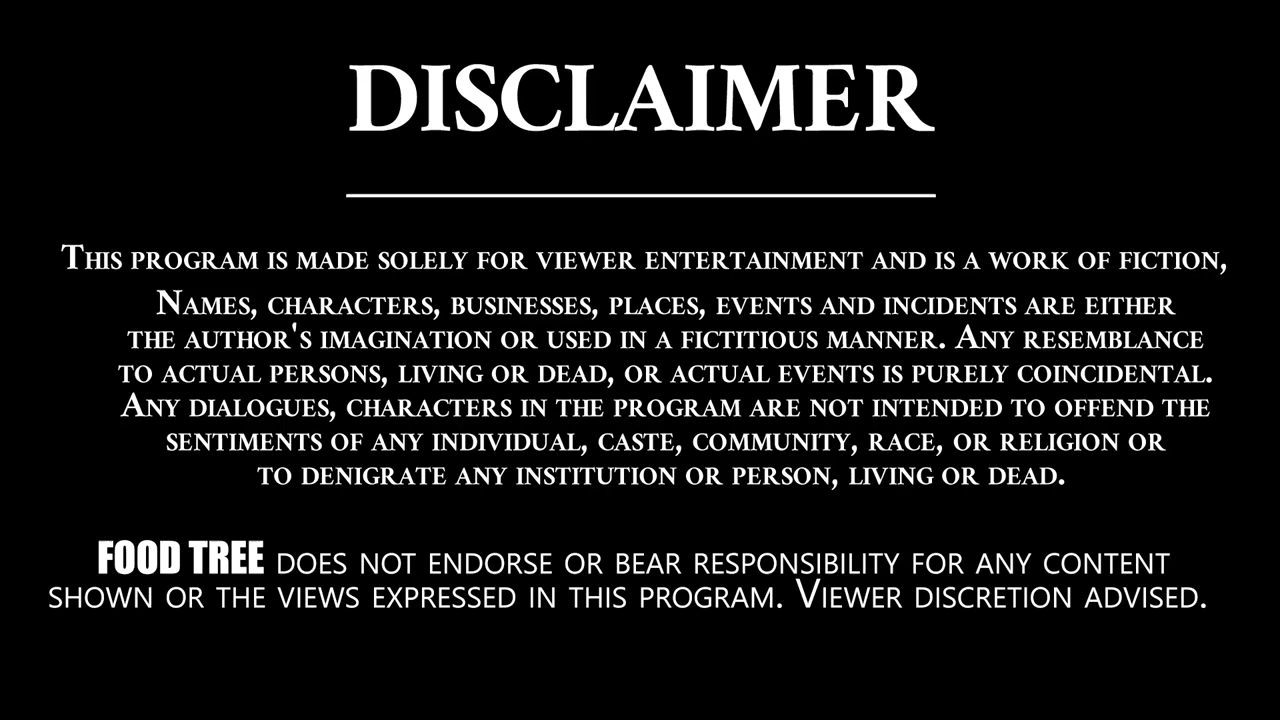 DISCLAIMER
This program is made solely for viewer entertainment and is a work of fiction,
Names, characters, businesses, places, events and incidents are either
the author's imagination or used in a fictitious manner. Any resemblance
to actual persons, living or dead, or actual events is purely coincidental.
Any dialogues, characters in the program are not intended to offend the
sentiments of any individual, caste, community, race, or religion or
to denigrate any institution or person, living or dead.
FOOD TREE does not endorse or bear responsibility for any content
shown or the views expressed in this program. Viewer discretion advised.